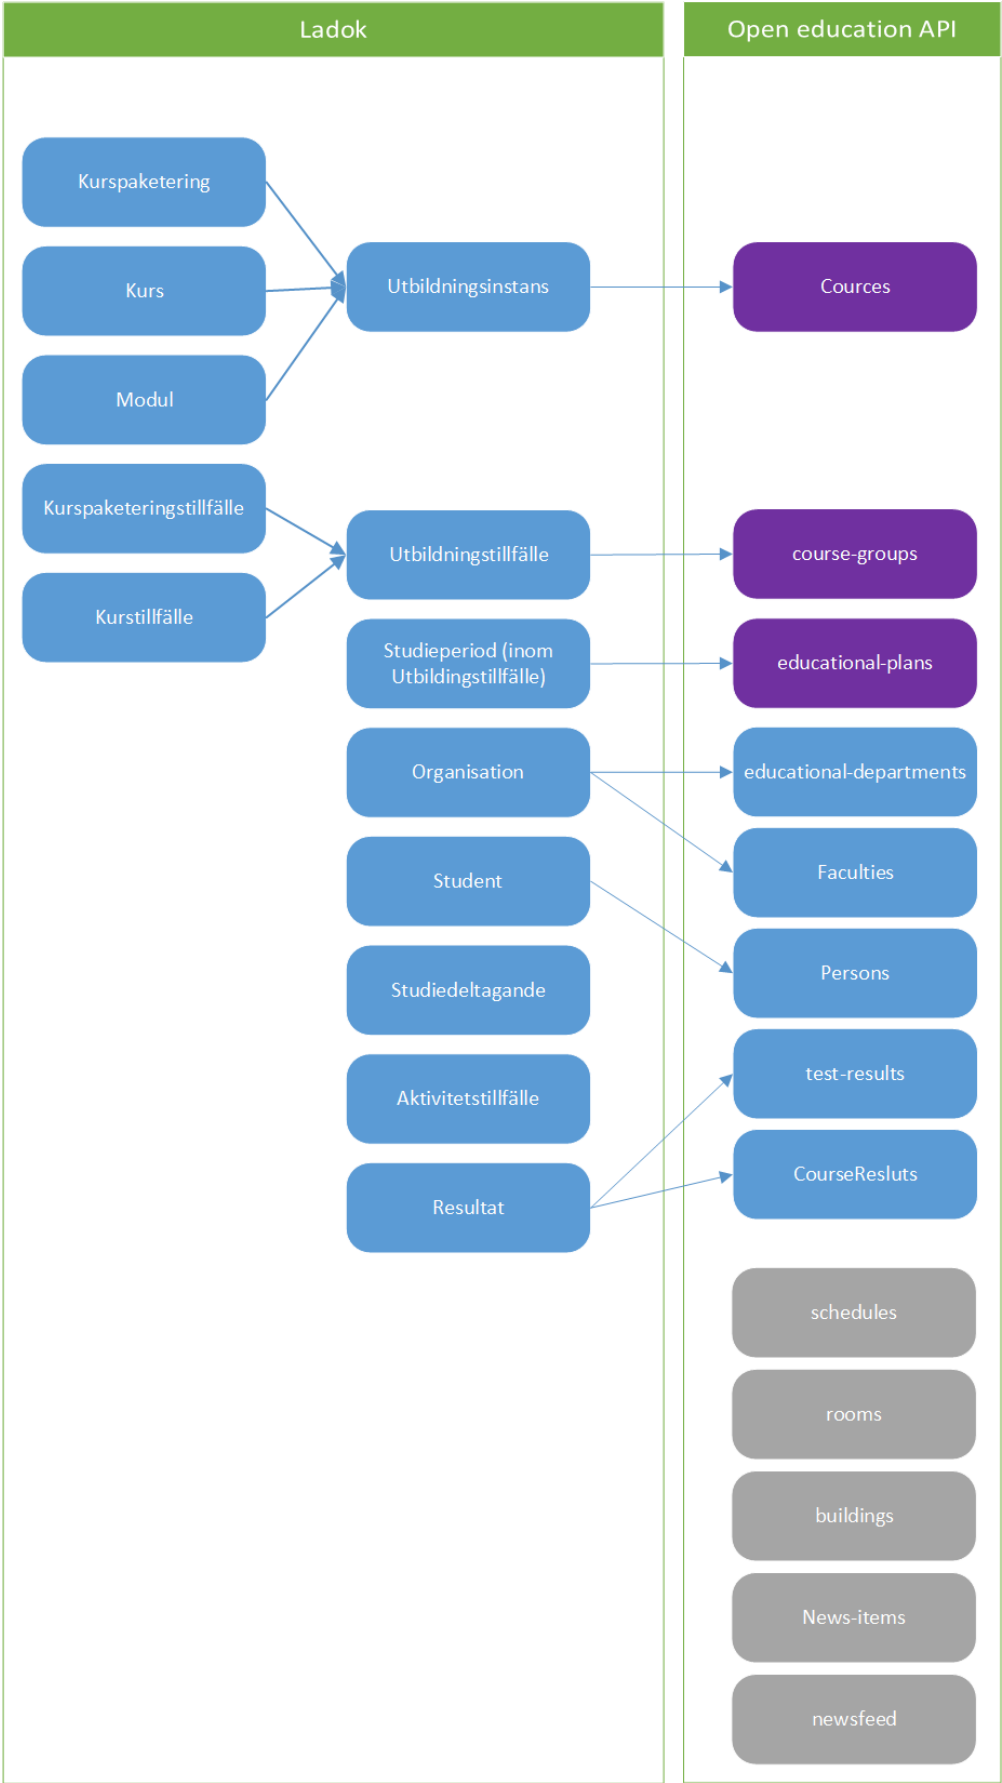 Ladok
Open education API
Kurspaketering
Kurs
Modul
Kurspaketeringstillfälle
Kurstillfälle
Utbildningsinstans
Utbildningstillfälle
Studieperiod (inom
Utbildingstillfälle)
Organisation
Student
Studiedeltagande
Aktivitetstillfälle
Resultat
Cources
course-groups
educational-plans
educational-departments
Faculties
Persons
test-results
CourseResluts
schedules
rooms
buildings
News-items
newsfeed